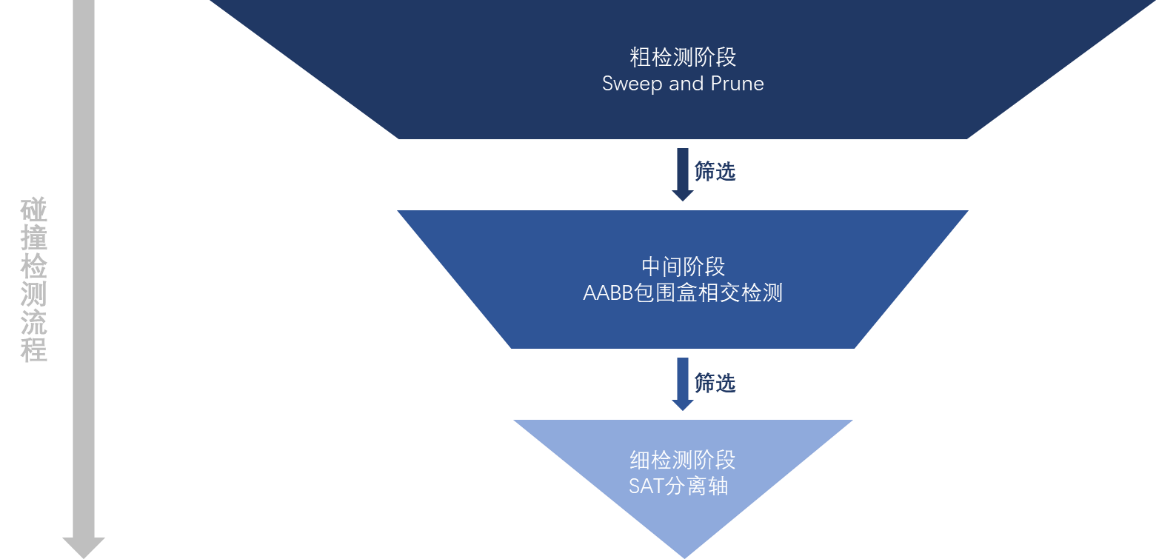 碰撞检测流程
粗检测阶段
Sweep and Prune
筛选
中间阶段
AABB包围盒相交检测
筛选
细检测阶段
SAT分离轴